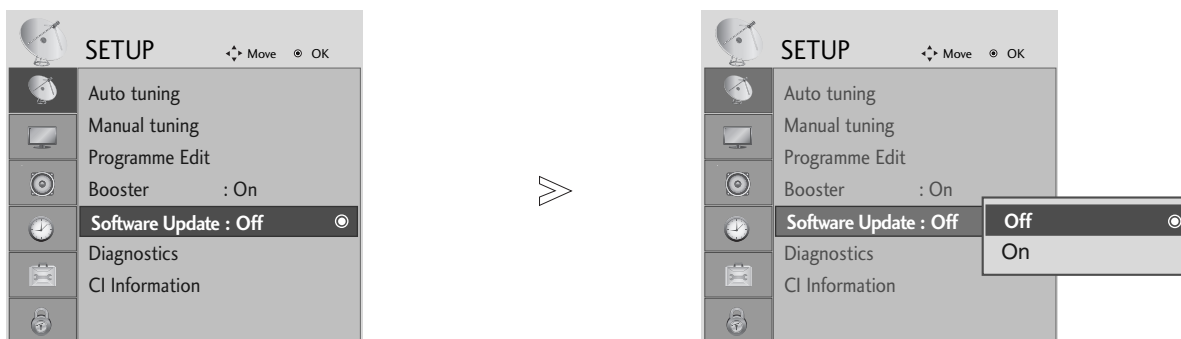 SETUP Move OK
Auto tuning
Manual tuning
Programme Edit
Booster : On
Software Update : Off
Diagnostics
CI Information
SETUP Move OK
Auto tuning
Manual tuning
Programme Edit
Booster : On
Software Update : Off
Diagnostics
CI Information
Off
On